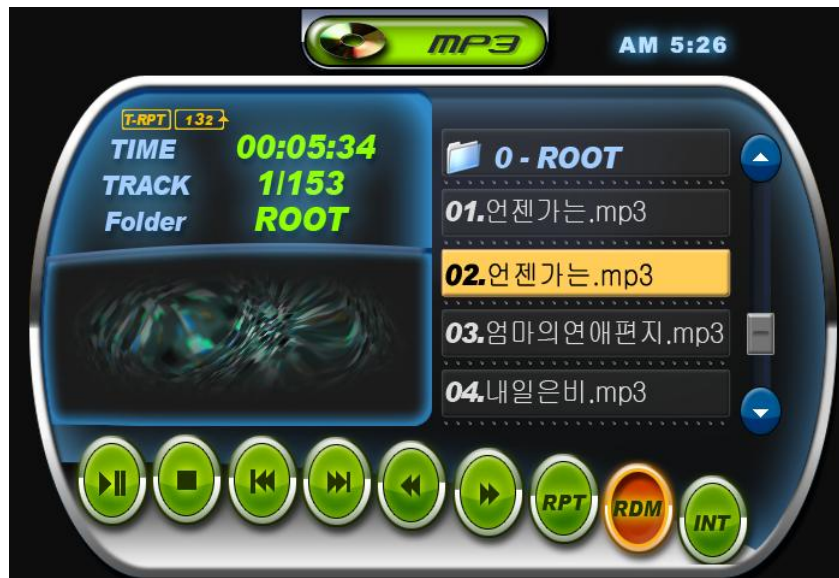 MP3
AM 5:26
T-RPT 132
TIME 00:05:34
TRACK 1/153
Folder ROOT
0 - ROOT
01.언젠가는.mp3
02.언젠가는.mp3
03.엄마의연애편지.mp3
04.내일은비.mp3
RPT
RDM
INT